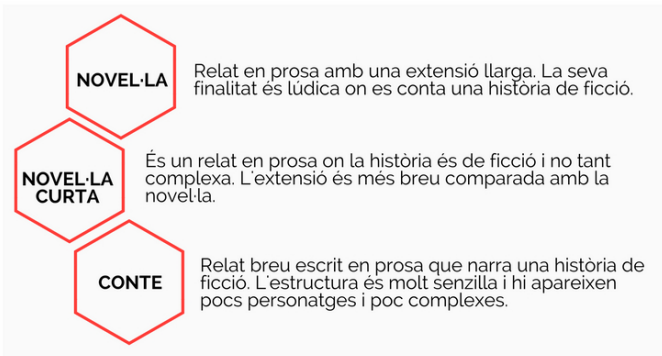 NOVEL·LA
Relat en prosa amb una extensió llarga. La seva
finalitat és lúdica on es conta una història de ficció.
NOVEL·LA
CURTA
És un relat en prosa on la història és de ficció i no tant
complexa. L'extensió és més breu comparada amb la
novel·la.
CONTE
Relat breu escrit en prosa que narra una història de
ficció. L'estructura és molt senzilla i hi apareixen
pocs personatges i poc complexes.